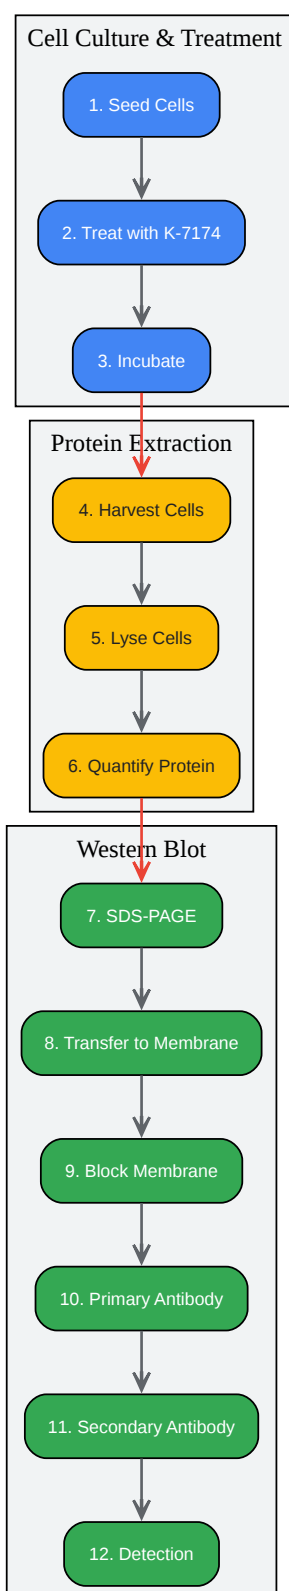 Cell Culture & Treatment
1. Seed Cells
2. Treat with K-7174
3. Incubate
Protein Extraction
4. Harvest Cells
5. Lyse Cells
6. Quantify Protein
Western Blot
7. SDS-PAGE
8. Transfer to Membrane
9. Block Membrane
10. Primary Antibody
11. Secondary Antibody
12. Detection